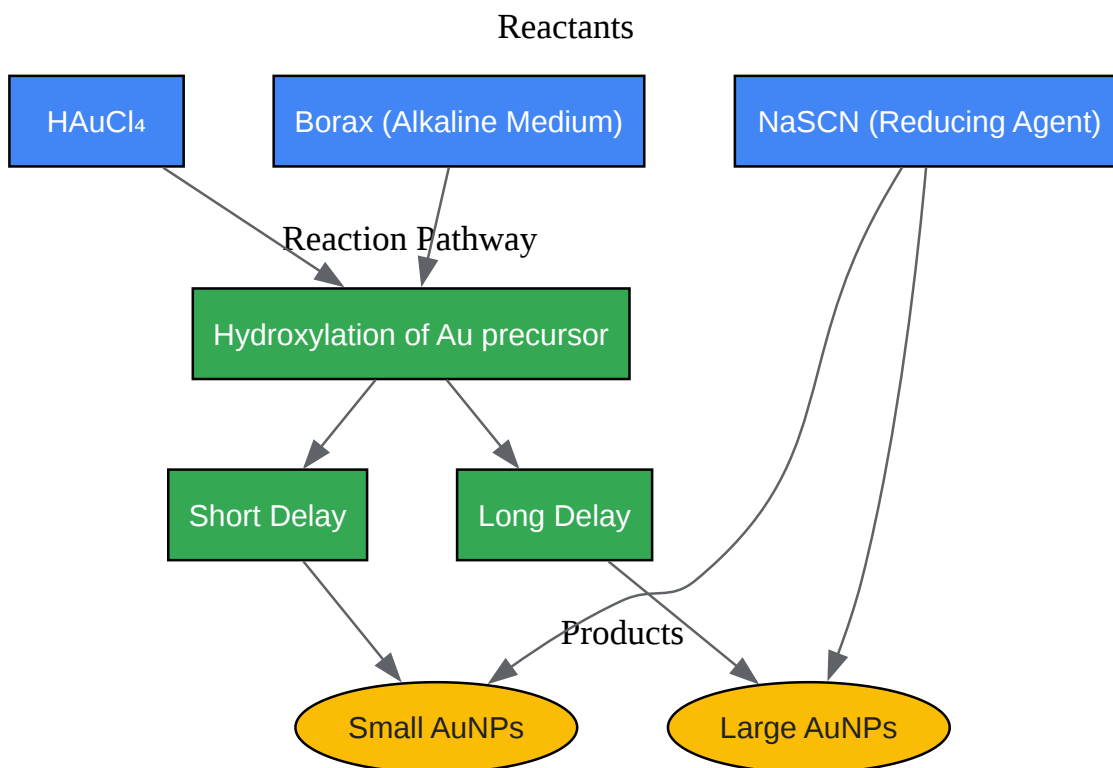 Reactants
HAuCl₄
Borax (Alkaline Medium)
NaSCN (Reducing Agent)
Reaction Pathway
Hydroxylation of Au precursor
Short Delay
Long Delay
Products
Small AuNPs
Large AuNPs